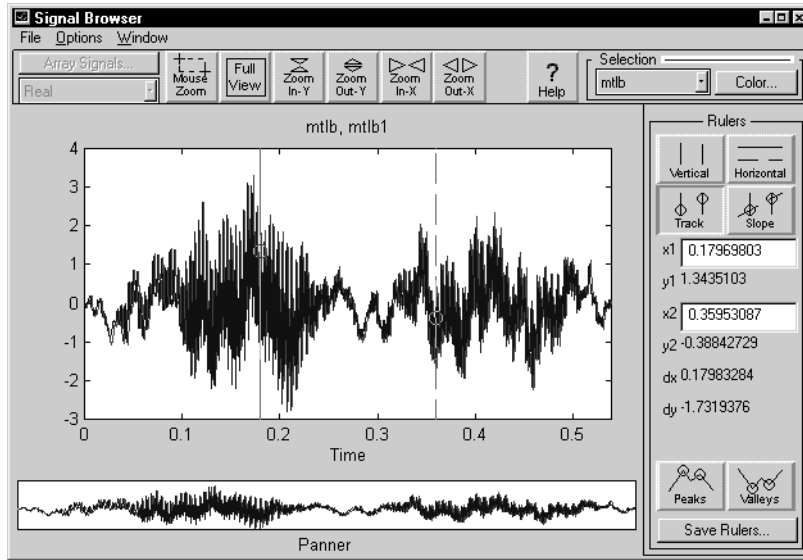 Signal Browser
File Options Window
Array Signals...
Real
Mouse Zoom
Full View
Zoom In-Y
Zoom Out-Y
Zoom In-X
Zoom Out-X
?
Help
Selection
mtlb
Color...
mtlb, mtlb1
4
3
2
1
0
-1
-2
-3
0 0.1 0.2 0.3 0.4 0.5
Time
Panner
Rulers
Vertical
Horizontal
Track
Slope
x1 0.17969803
y1 1.3435103
x2 0.35953087
y2 -0.38842729
dx 0.17983284
dy -1.7319376
Peaks
Valleys
Save Rulers...